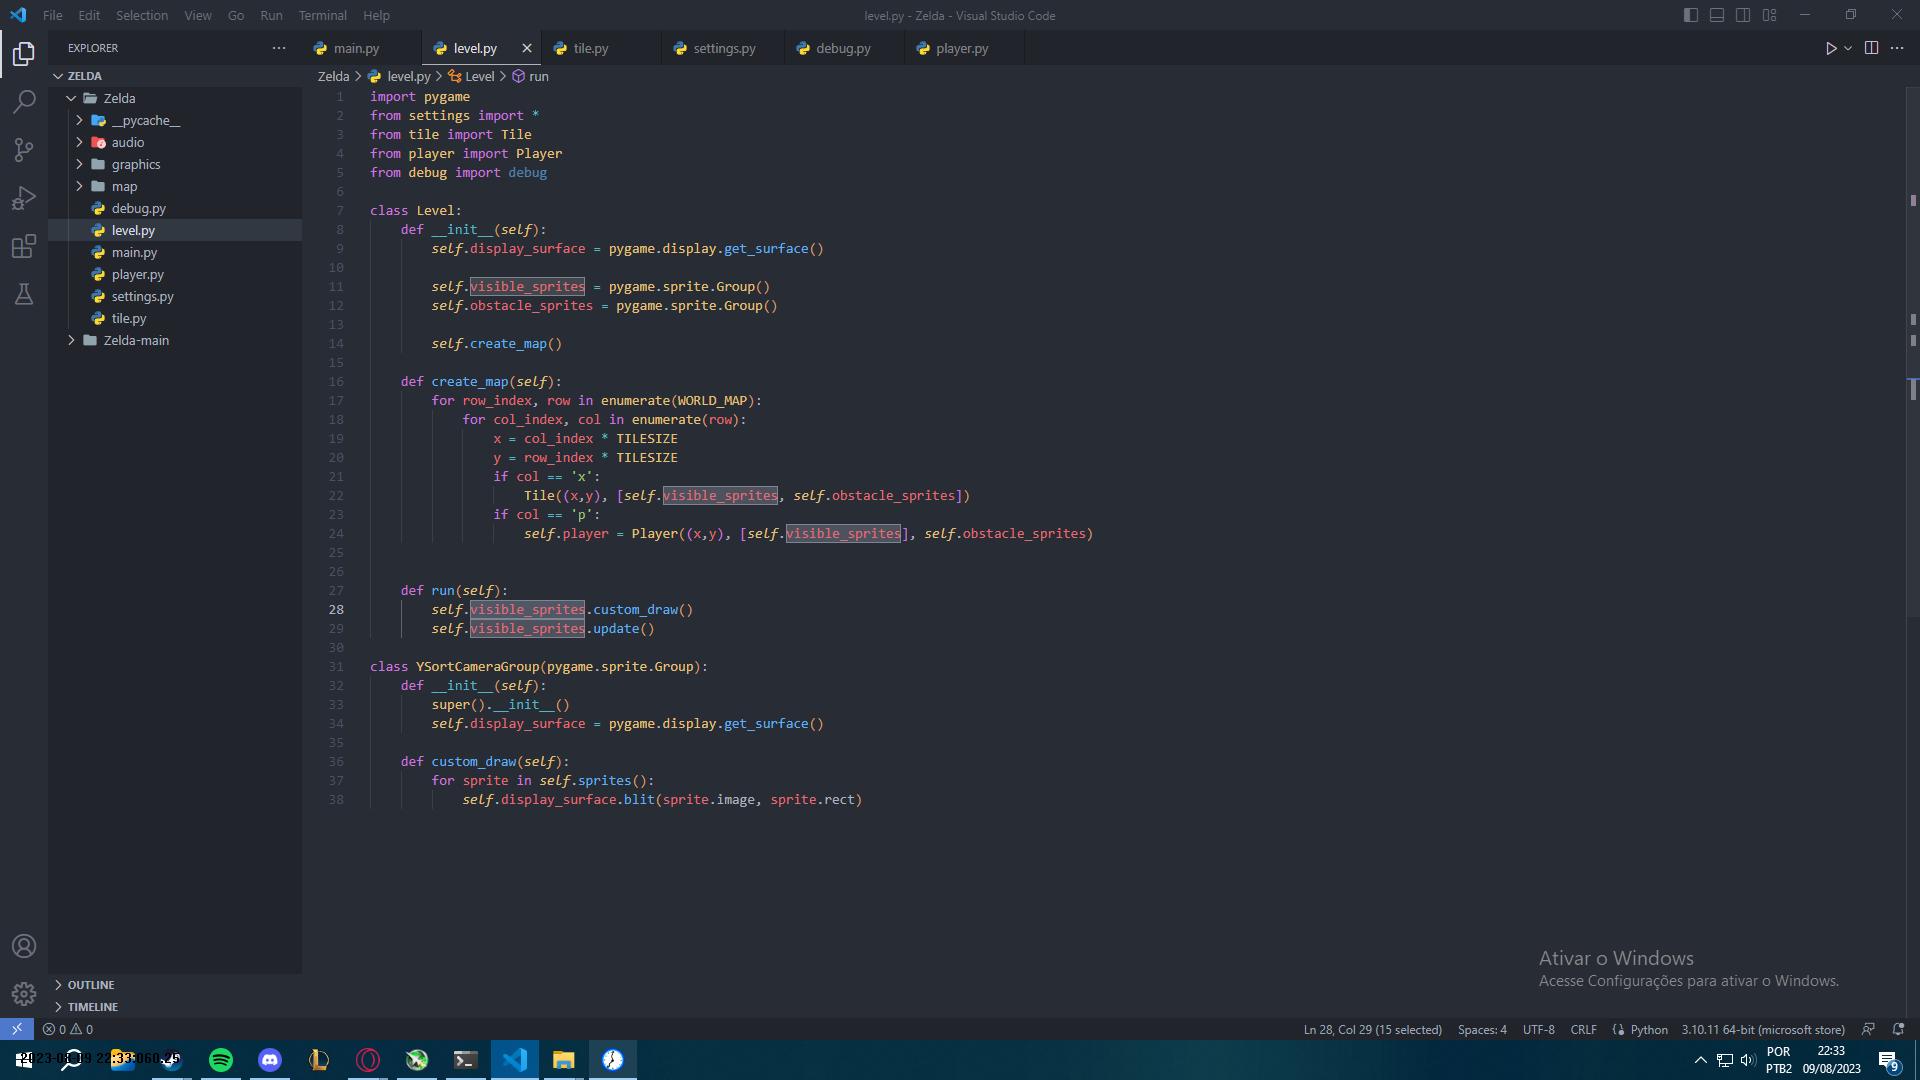 File Edit Selection View Go Run Terminal Help
level.py - Zelda - Visual Studio Code
EXPLORER
main.py level.py tile.py settings.py debug.py player.py
ZELDA
Zelda > level.py > Level > run
Zelda
__pycache__
audio
graphics
map
debug.py
level.py
main.py
player.py
settings.py
tile.py
Zelda-main
OUTLINE
TIMELINE
1 import pygame
2 from settings import *
3 from tile import Tile
4 from player import Player
5 from debug import debug
6
7 class Level:
8 def __init__(self):
9 self.display_surface = pygame.display.get_surface()
10
11 self.visible_sprites = pygame.sprite.Group()
12 self.obstacle_sprites = pygame.sprite.Group()
13
14 self.create_map()
15
16 def create_map(self):
17 for row_index, row in enumerate(WORLD_MAP):
18 for col_index, col in enumerate(row):
19 x = col_index * TILESIZE
20 y = row_index * TILESIZE
21 if col == 'x':
22 Tile((x,y), [self.visible_sprites, self.obstacle_sprites])
23 if col == 'p':
24 self.player = Player((x,y), [self.visible_sprites], self.obstacle_sprites)
25
26
27 def run(self):
28 self.visible_sprites.custom_draw()
29 self.visible_sprites.update()
30
31 class YSortCameraGroup(pygame.sprite.Group):
32 def __init__(self):
33 super().__init__()
34 self.display_surface = pygame.display.get_surface()
35
36 def custom_draw(self):
37 for sprite in self.sprites():
38 self.display_surface.blit(sprite.image, sprite.rect)
Ativar o Windows
Acesse Configurações para ativar o Windows.
0 0
Ln 28, Col 29 (15 selected) Spaces: 4 UTF-8 CRLF Python 3.10.11 64-bit (microsoft store)
POR
PTB2
22:33
09/08/2023
9